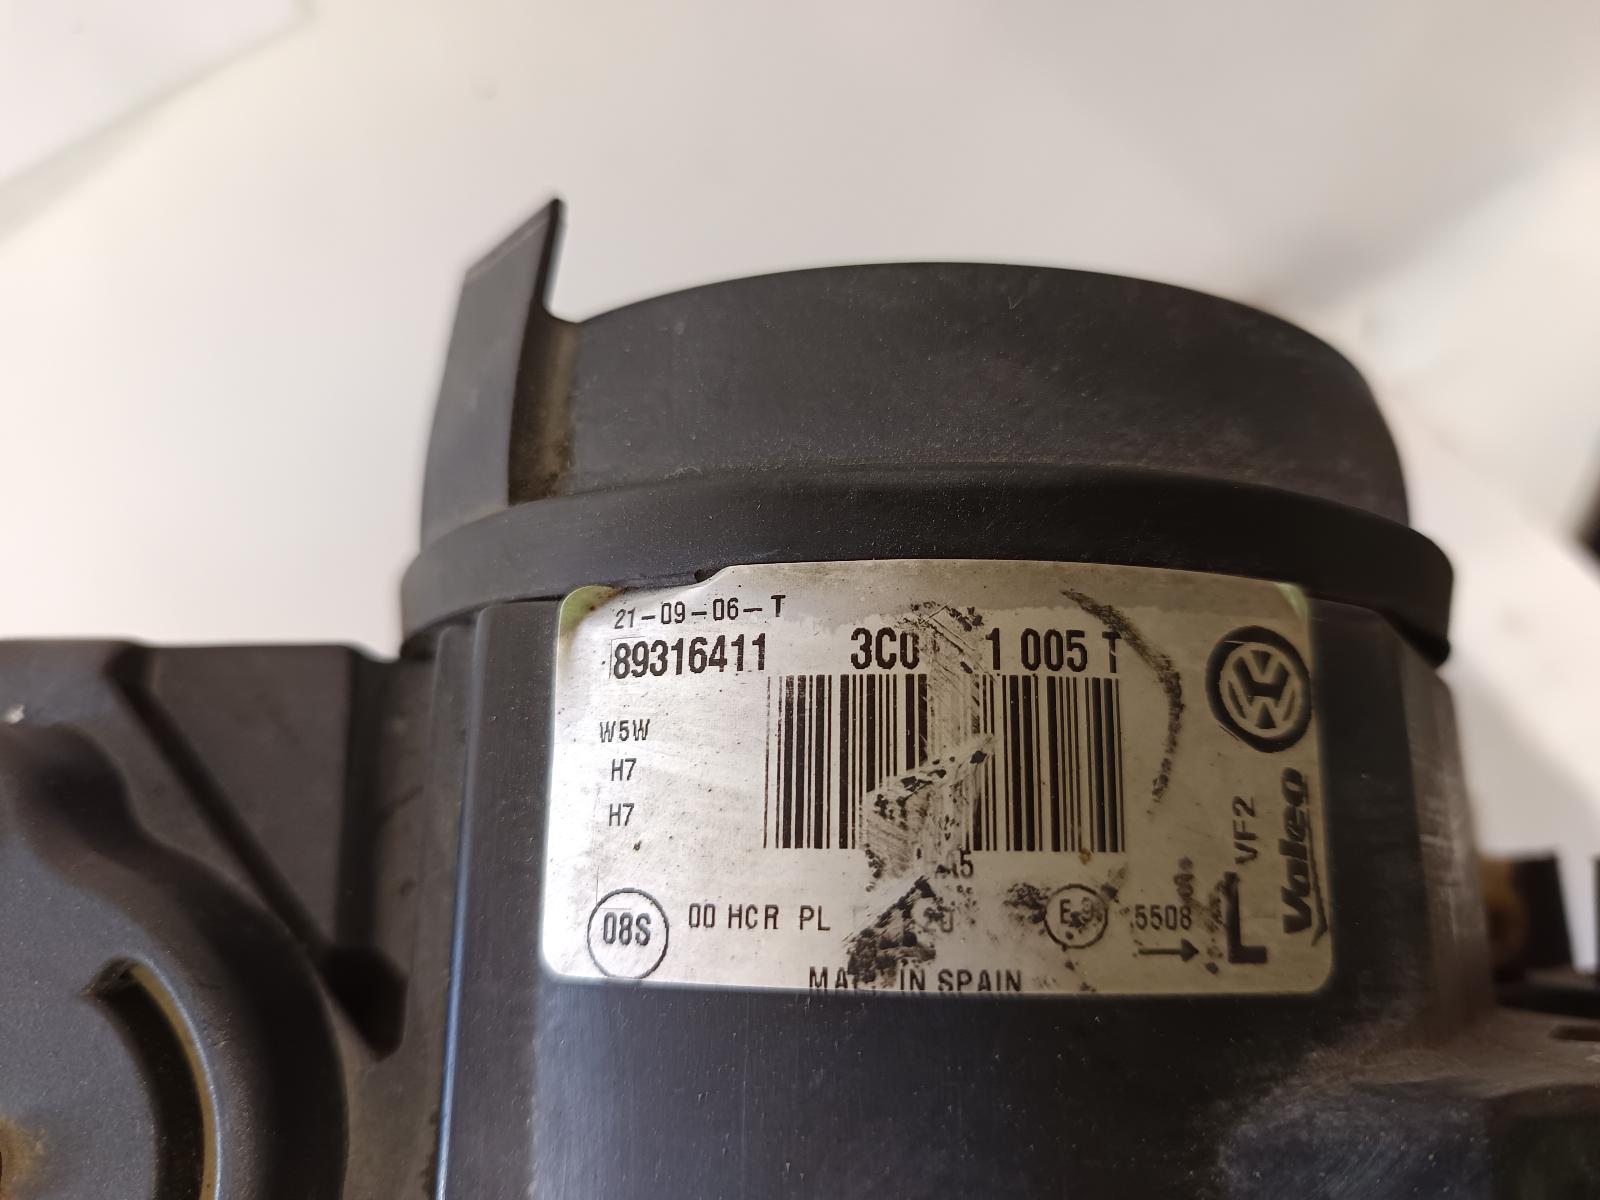 21-09-06-T
89316411 3C0 1 005 T
W5W
H7
H7
15
08S 00 HCR PL
5508
IN SPAIN
L
VF2
Valeo